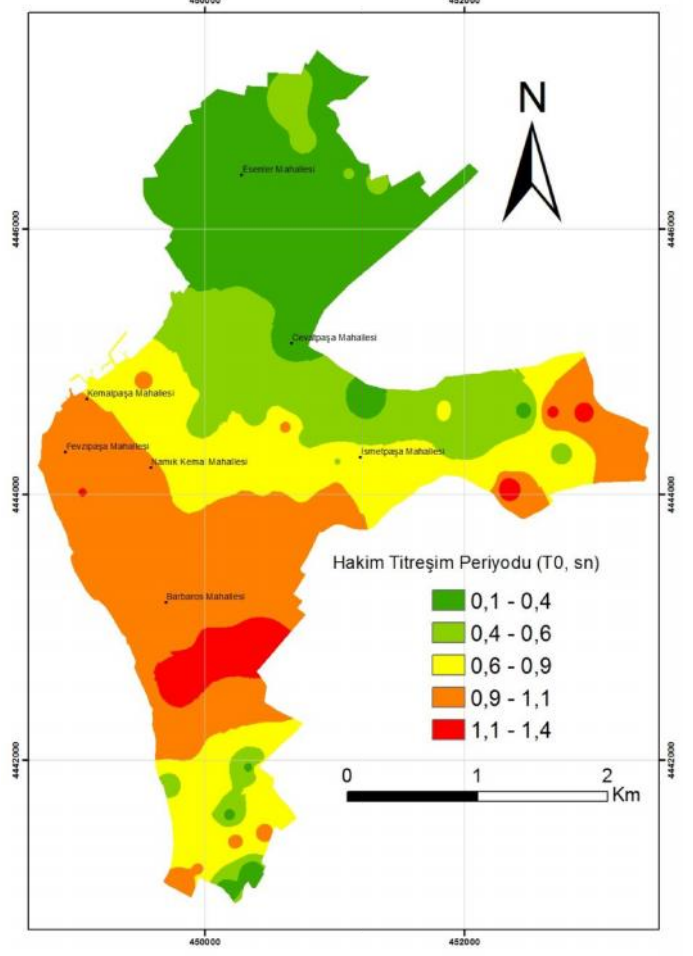 450000
452000
N
Esenler Mahallesi
4446000
4446000
Cevatpaşa Mahallesi
Kemalpaşa Mahallesi
Fevzipaşa Mahallesi
İsmetpaşa Mahallesi
Namık Kemal Mahallesi
4444000
4444000
Hakim Titreşim Periyodu (T0, sn)
0,1 - 0,4
Barbaros Mahallesi
0,4 - 0,6
0,6 - 0,9
0,9 - 1,1
1,1 - 1,4
4442000
4442000
0 1 2
Km
450000
452000